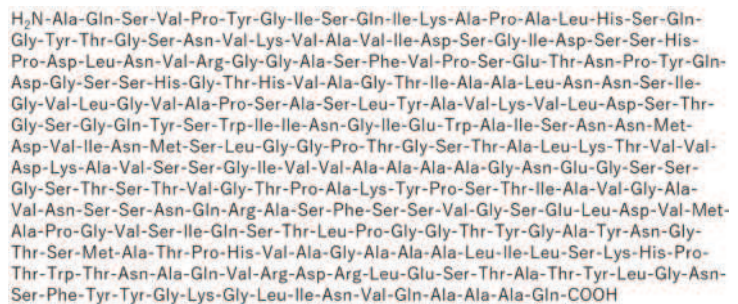 H₂N-Ala-Gln-Ser-Val-Pro-Tyr-Gly-Ile-Ser-Gln-Ile-Lys-Ala-Pro-Ala-Leu-His-Ser-Gln-
Gly-Tyr-Thr-Gly-Ser-Asn-Val-Lys-Val-Ala-Val-Ile-Asp-Ser-Gly-Ile-Asp-Ser-Ser-His-
Pro-Asp-Leu-Asn-Val-Arg-Gly-Gly-Ala-Ser-Phe-Val-Pro-Ser-Glu-Thr-Asn-Pro-Tyr-Gln-
Asp-Gly-Ser-Ser-His-Gly-Thr-His-Val-Ala-Gly-Thr-Ile-Ala-Ala-Leu-Asn-Asn-Ser-Ile-
Gly-Val-Leu-Gly-Val-Ala-Pro-Ser-Ala-Ser-Leu-Tyr-Ala-Val-Lys-Val-Leu-Asp-Ser-Thr-
Gly-Ser-Gly-Gln-Tyr-Ser-Trp-Ile-Ile-Asn-Gly-Ile-Glu-Trp-Ala-Ile-Ser-Asn-Asn-Met-
Asp-Val-Ile-Asn-Met-Ser-Leu-Gly-Gly-Pro-Thr-Gly-Ser-Thr-Ala-Leu-Lys-Thr-Val-Val-
Asp-Lys-Ala-Val-Ser-Ser-Gly-Ile-Val-Val-Ala-Ala-Ala-Ala-Gly-Asn-Glu-Gly-Ser-Ser-
Gly-Ser-Thr-Ser-Thr-Val-Gly-Thr-Pro-Ala-Lys-Tyr-Pro-Ser-Thr-Ile-Ala-Val-Gly-Ala-
Val-Asn-Ser-Ser-Asn-Gln-Arg-Ala-Ser-Phe-Ser-Ser-Val-Gly-Ser-Glu-Leu-Asp-Val-Met-
Ala-Pro-Gly-Val-Ser-Ile-Gln-Ser-Thr-Leu-Pro-Gly-Gly-Thr-Tyr-Gly-Ala-Tyr-Asn-Gly-
Thr-Ser-Met-Ala-Thr-Pro-His-Val-Ala-Gly-Ala-Ala-Ala-Leu-Ile-Leu-Ser-Lys-His-Pro-
Thr-Trp-Thr-Asn-Ala-Gln-Val-Arg-Asp-Arg-Leu-Glu-Ser-Thr-Ala-Thr-Tyr-Leu-Gly-Asn-
Ser-Phe-Tyr-Tyr-Gly-Lys-Gly-Leu-Ile-Asn-Val-Gln-Ala-Ala-Ala-Gln-COOH